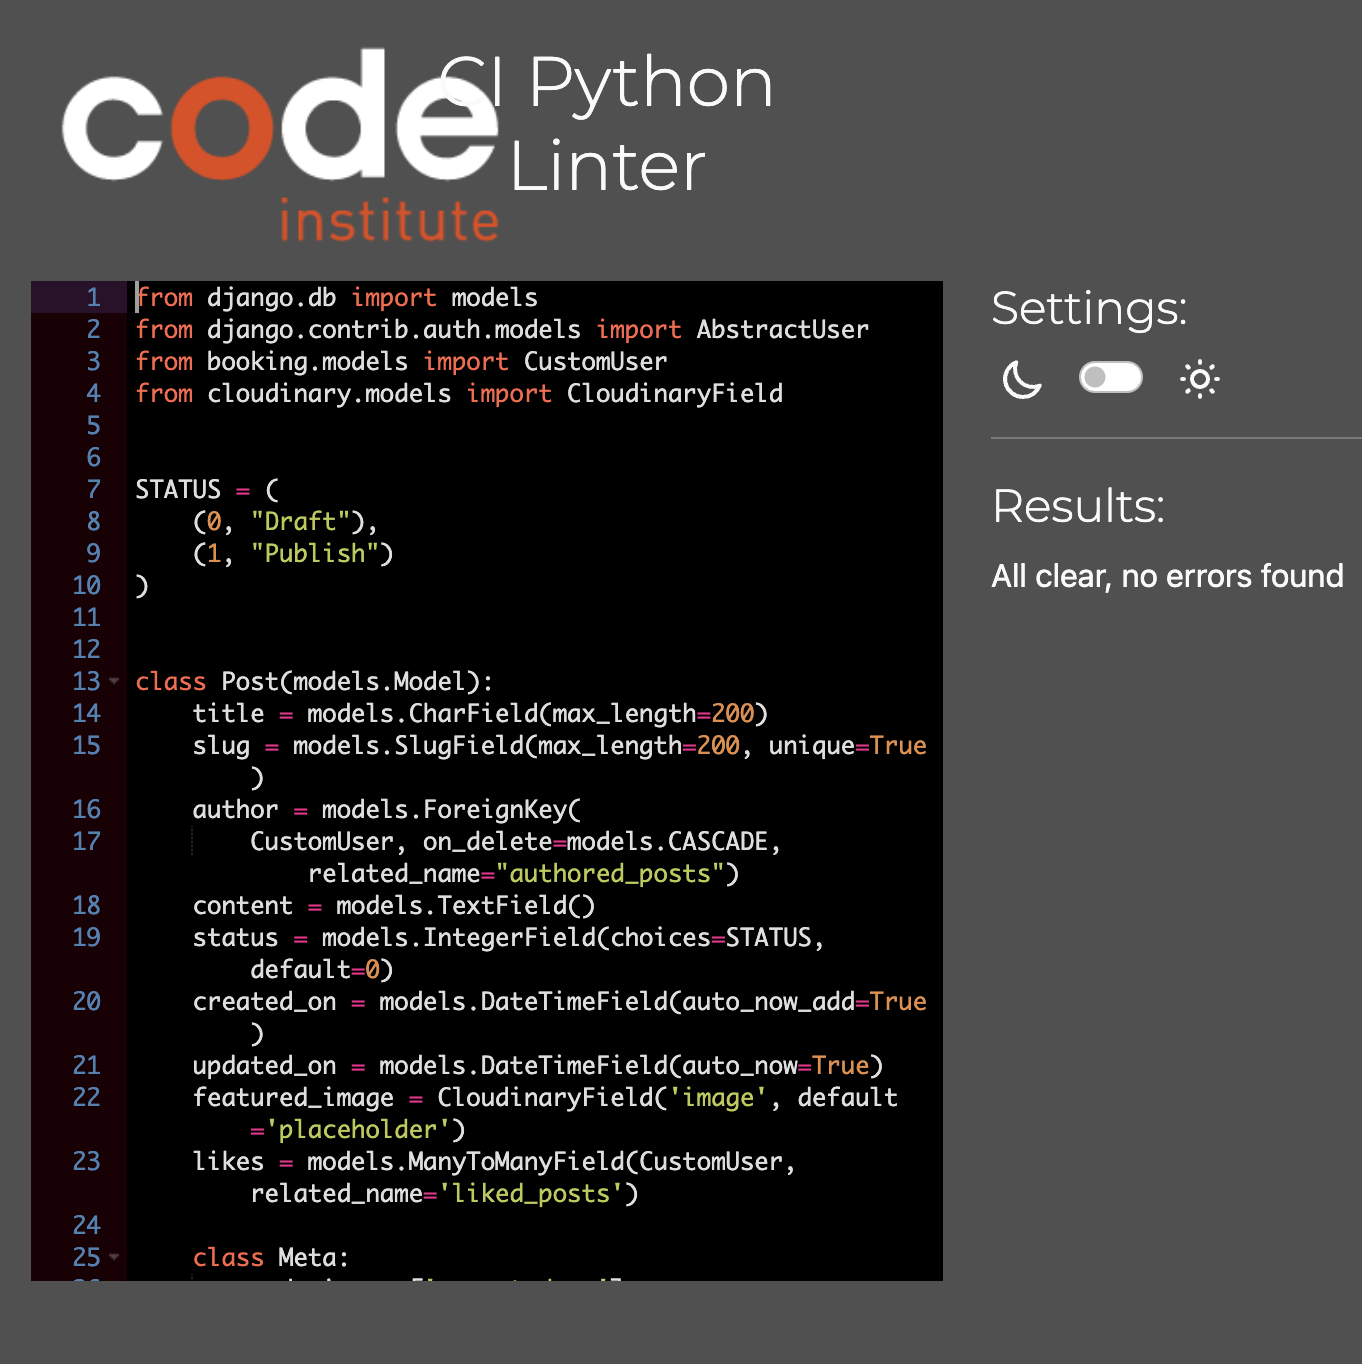 code
institute
CI Python
Linter
1 from django.db import models
2 from django.contrib.auth.models import AbstractUser
3 from booking.models import CustomUser
4 from cloudinary.models import CloudinaryField
5
6
7 STATUS = (
8     (0, "Draft"),
9     (1, "Publish")
10 )
11
12
13 class Post(models.Model):
14     title = models.CharField(max_length=200)
15     slug = models.SlugField(max_length=200, unique=True
)
16     author = models.ForeignKey(
17         CustomUser, on_delete=models.CASCADE,
related_name="authored_posts")
18     content = models.TextField()
19     status = models.IntegerField(choices=STATUS,
default=0)
20     created_on = models.DateTimeField(auto_now_add=True
)
21     updated_on = models.DateTimeField(auto_now=True)
22     featured_image = CloudinaryField('image', default
='placeholder')
23     likes = models.ManyToManyField(CustomUser,
related_name='liked_posts')
24
25     class Meta:
Settings:
Results:
All clear, no errors found